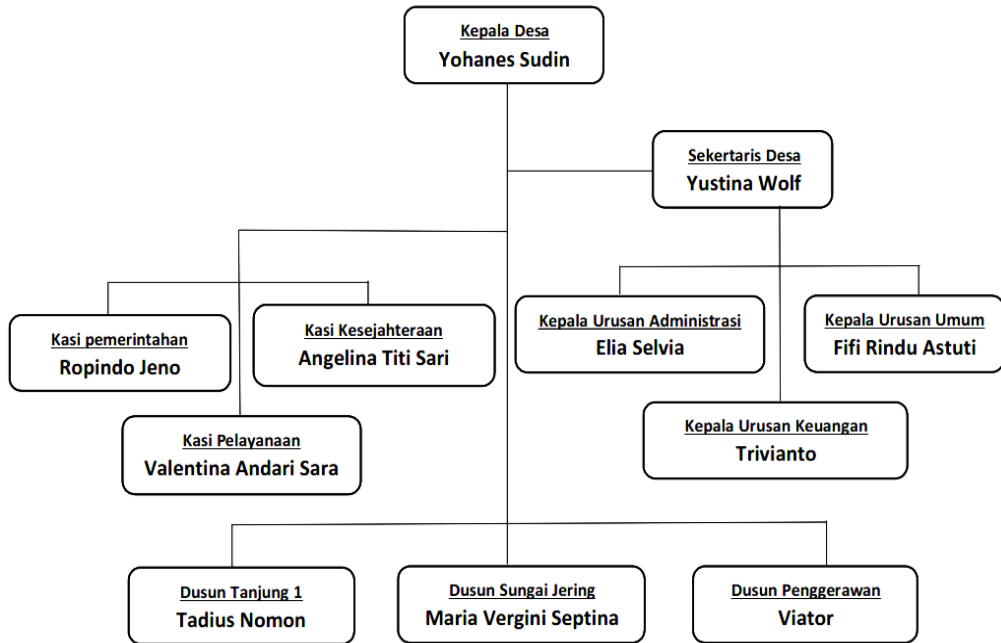 Kepala Desa
Yohanes Sudin
Sekertaris Desa
Yustina Wolf
Kasi pemerintahan
Ropindo Jeno
Kasi Kesejahteraan
Angelina Titi Sari
Kepala Urusan Administrasi
Elia Selvia
Kepala Urusan Umum
Fifi Rindu Astuti
Kasi Pelayanaan
Valentina Andari Sara
Kepala Urusan Keuangan
Trivianto
Dusun Tanjung 1
Tadius Nomon
Dusun Sungai Jering
Maria Vergini Septina
Dusun Penggerawan
Viator